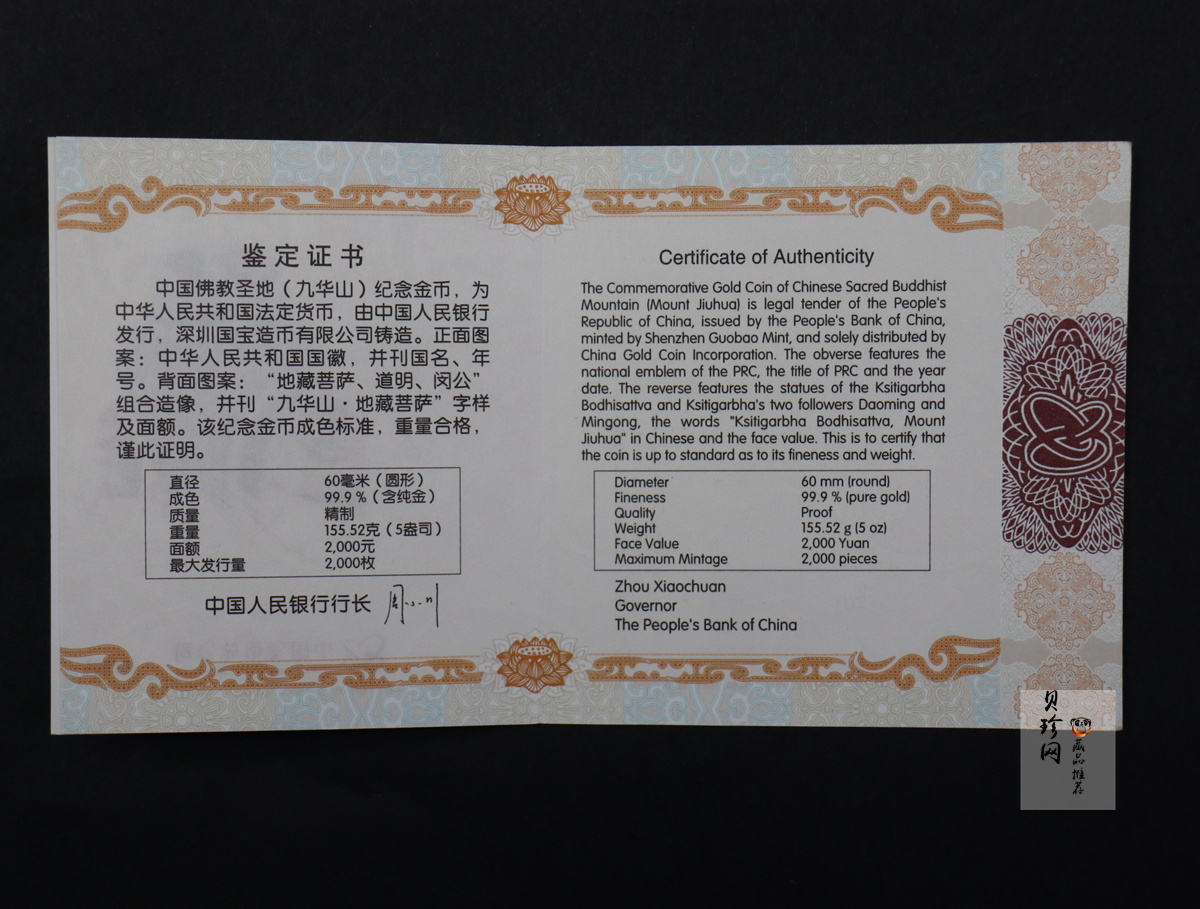 鉴定证书
中国佛教圣地（九华山）纪念金币，为
中华人民共和国法定货币，由中国人民银行
发行，深圳国宝造币有限公司铸造。正面图
案：中华人民共和国国徽，并刊国名、年
号。背面图案：“地藏菩萨、道明、闵公”
组合造像，并刊“九华山·地藏菩萨”字样
及面额。该纪念金币成色标准，重量合格，
谨此证明。
直径 60毫米（圆形）
成色 99.9％（含纯金）
质量 精制
重量 155.52克（5盎司）
面额 2,000元
最大发行量 2,000枚
中国人民银行行长 周小川
Certificate of Authenticity
The Commemorative Gold Coin of Chinese Sacred Buddhist
Mountain (Mount Jiuhua) is legal tender of the People's
Republic of China, issued by the People's Bank of China,
minted by Shenzhen Guobao Mint, and solely distributed by
China Gold Coin Incorporation. The obverse features the
national emblem of the PRC, the title of PRC and the year
date. The reverse features the statues of the Ksitigarbha
Bodhisattva and Ksitigarbha's two followers Daoming and
Mingong, the words "Ksitigarbha Bodhisattva, Mount
Jiuhua" in Chinese and the face value. This is to certify that
the coin is up to standard as to its fineness and weight.
Diameter 60 mm (round)
Fineness 99.9 % (pure gold)
Quality Proof
Weight 155.52 g (5 oz)
Face Value 2,000 Yuan
Maximum Mintage 2,000 pieces
Zhou Xiaochuan
Governor
The People's Bank of China
贝珍网
藏品推荐